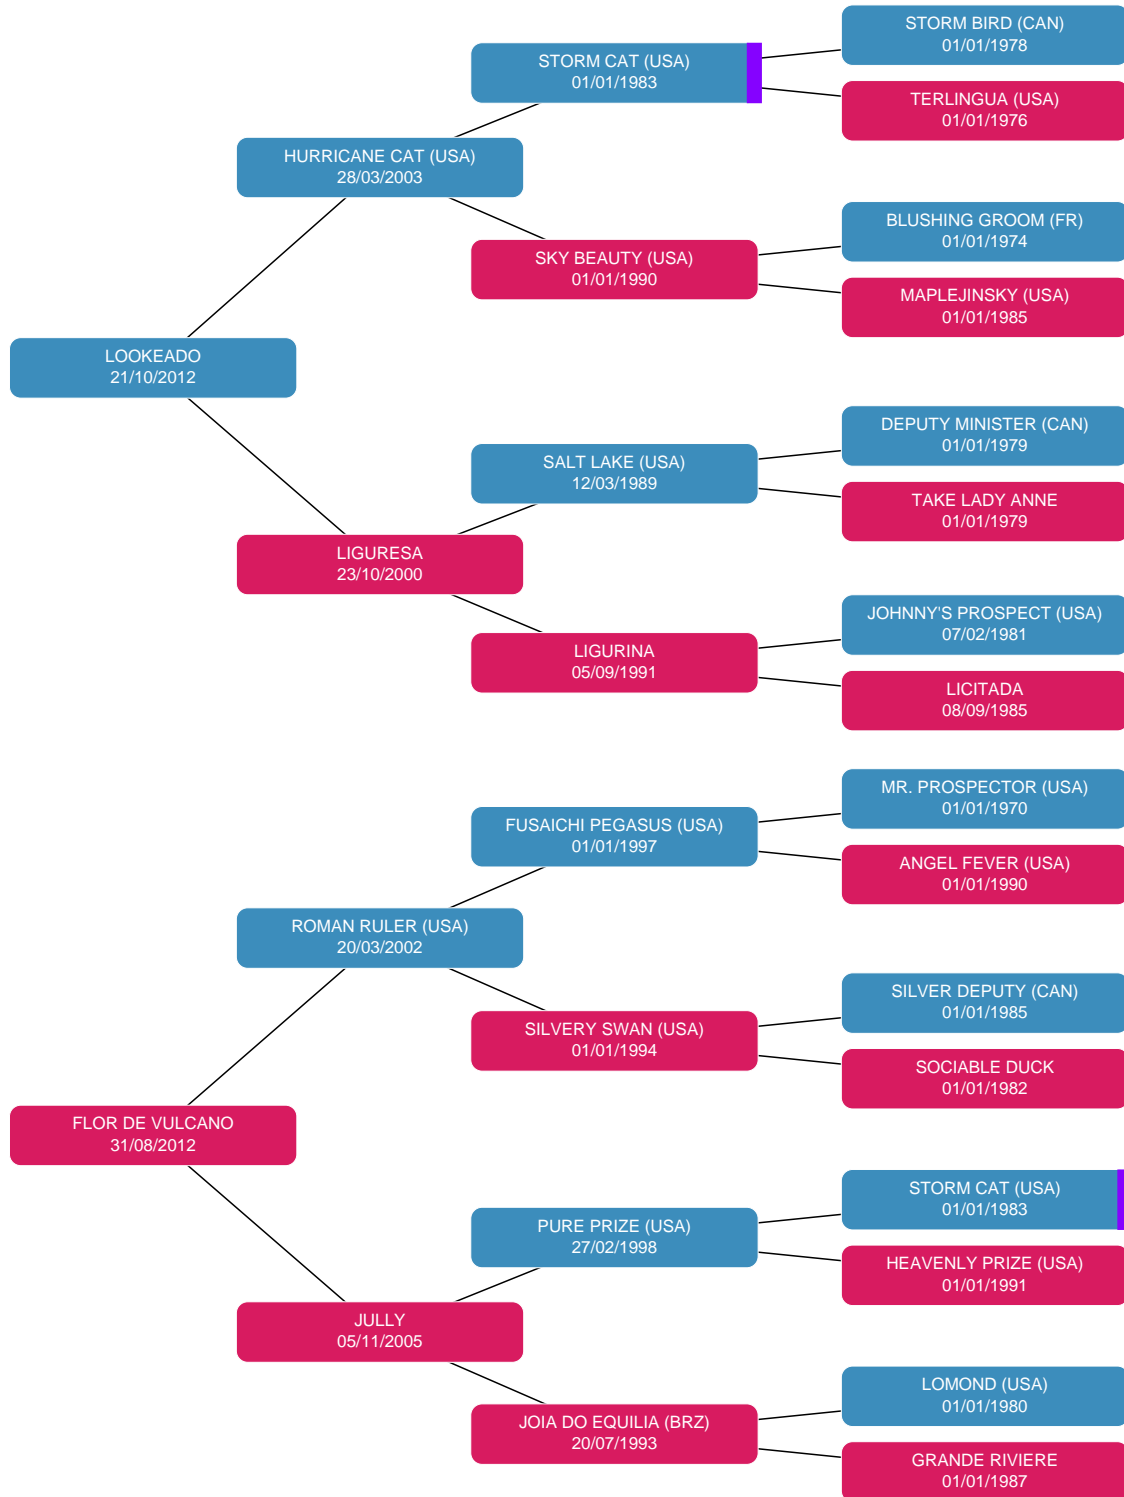 STORM BIRD (CAN)
01/01/1978
STORM CAT (USA)
01/01/1983
TERLINGUA (USA)
01/01/1976
HURRICANE CAT (USA)
28/03/2003
BLUSHING GROOM (FR)
01/01/1974
SKY BEAUTY (USA)
01/01/1990
MAPLEJINSKY (USA)
01/01/1985
LOOKEADO
21/10/2012
DEPUTY MINISTER (CAN)
01/01/1979
SALT LAKE (USA)
12/03/1989
TAKE LADY ANNE
01/01/1979
LIGURESA
23/10/2000
JOHNNY'S PROSPECT (USA)
07/02/1981
LIGURINA
05/09/1991
LICITADA
08/09/1985
MR. PROSPECTOR (USA)
01/01/1970
FUSAICHI PEGASUS (USA)
01/01/1997
ANGEL FEVER (USA)
01/01/1990
ROMAN RULER (USA)
20/03/2002
SILVER DEPUTY (CAN)
01/01/1985
SILVERY SWAN (USA)
01/01/1994
SOCIABLE DUCK
01/01/1982
FLOR DE VULCANO
31/08/2012
STORM CAT (USA)
01/01/1983
PURE PRIZE (USA)
27/02/1998
HEAVENLY PRIZE (USA)
01/01/1991
JULLY
05/11/2005
LOMOND (USA)
01/01/1980
JOIA DO EQUILIA (BRZ)
20/07/1993
GRANDE RIVIERE
01/01/1987